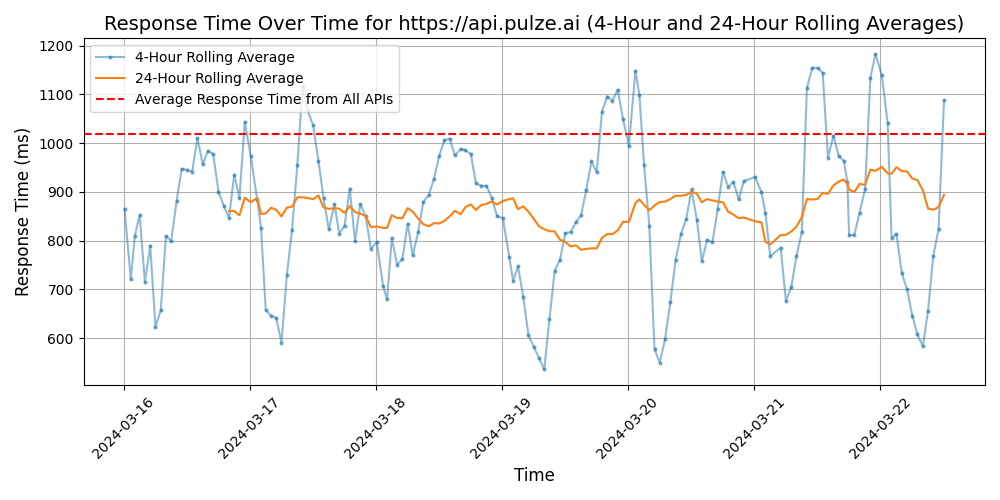 Response Time Over Time for https://api.pulze.ai (4-Hour and 24-Hour Rolling Averages)
4-Hour Rolling Average
24-Hour Rolling Average
Average Response Time from All APIs
Response Time (ms)
1200
1100
1000
900
800
700
600
2024-03-16
2024-03-17
2024-03-18
2024-03-19
2024-03-20
2024-03-21
2024-03-22
Time